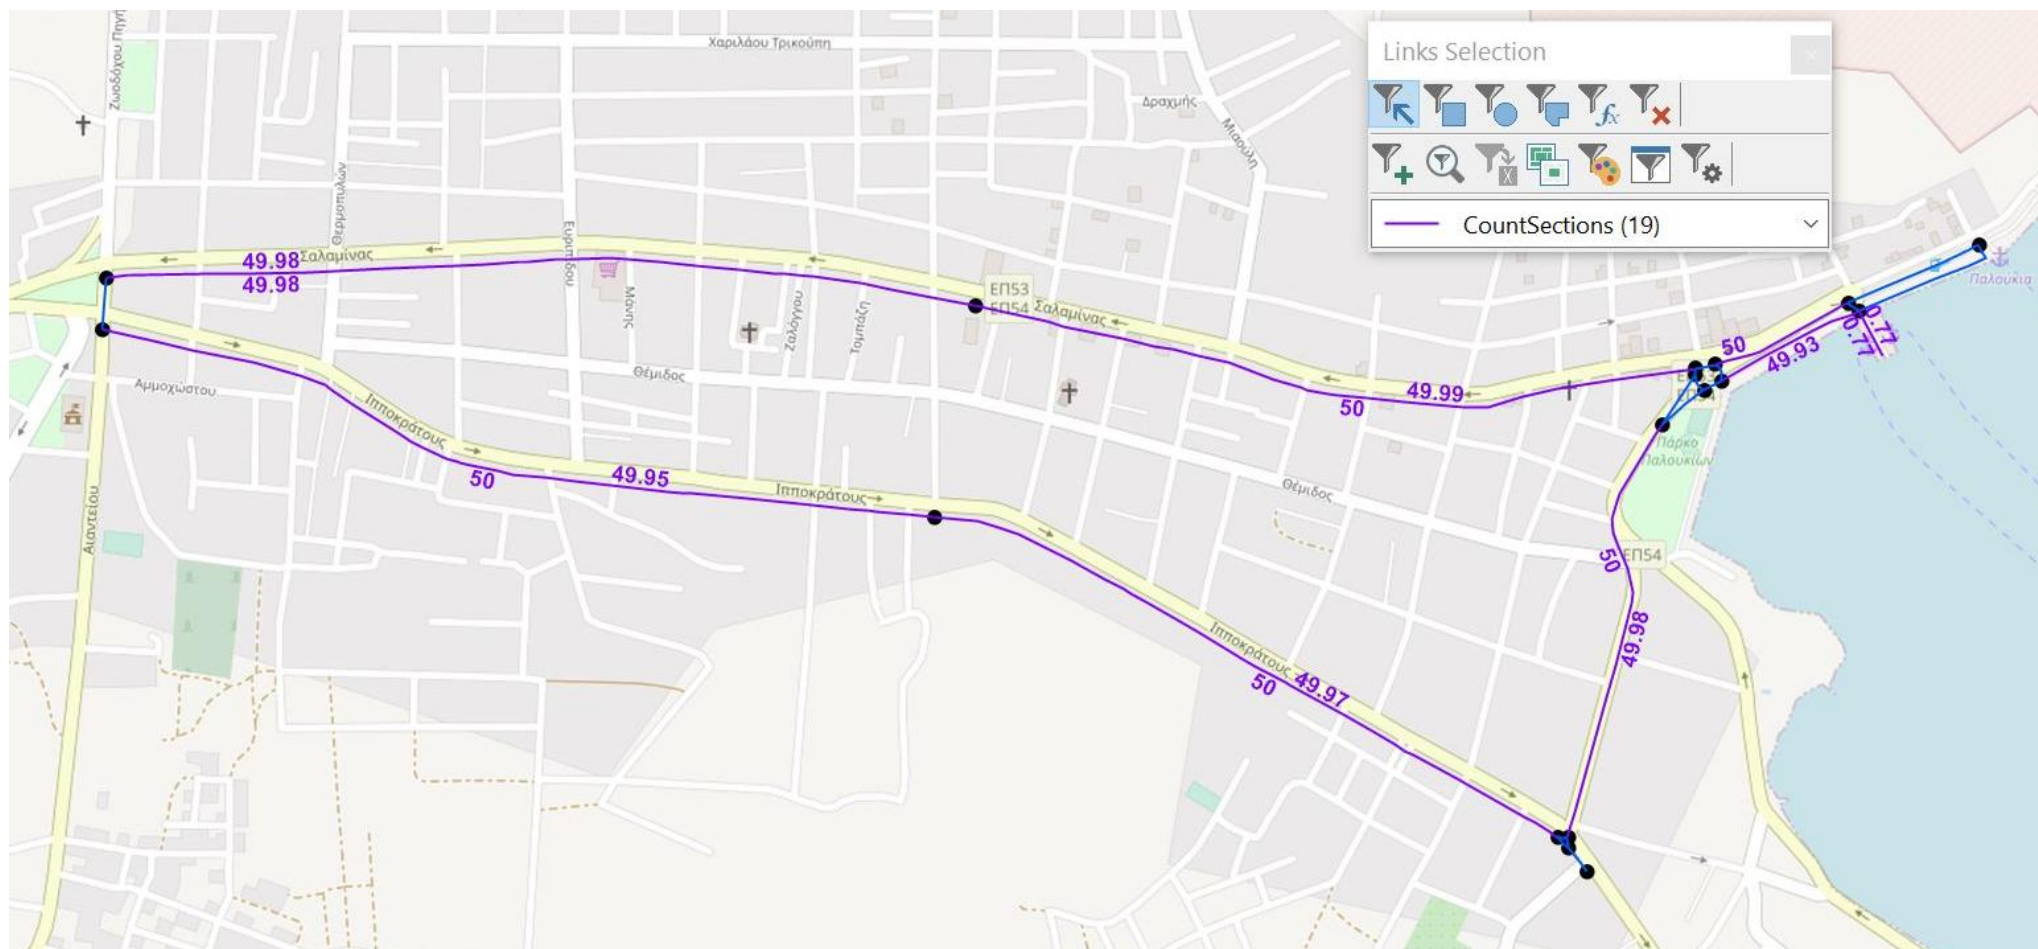 Ζωοδόχου Πηγή
Χαριλάου Τρικούπη
Δραχμής
Μιαούλη
Links Selection
CountSections (19)
Θερμοπυλών
Ευριπίδου
49.98
Σαλαμίνας
49.98
Μάνης
Ζαλόγγου
Τομπάζη
ΕΠ53
ΕΠ54
Σαλαμίνας
Παλούκια
0.77
0.77
50
49.93
Θέμιδος
Αμμοχώστου
49.99
50
Ιπποκράτους
50
49.95
Ιπποκράτους
Θέμιδος
Πάρκο
Παλουκίων
Αιαντείου
50
ΕΠ54
Ιπποκράτους
49.98
50
49.97